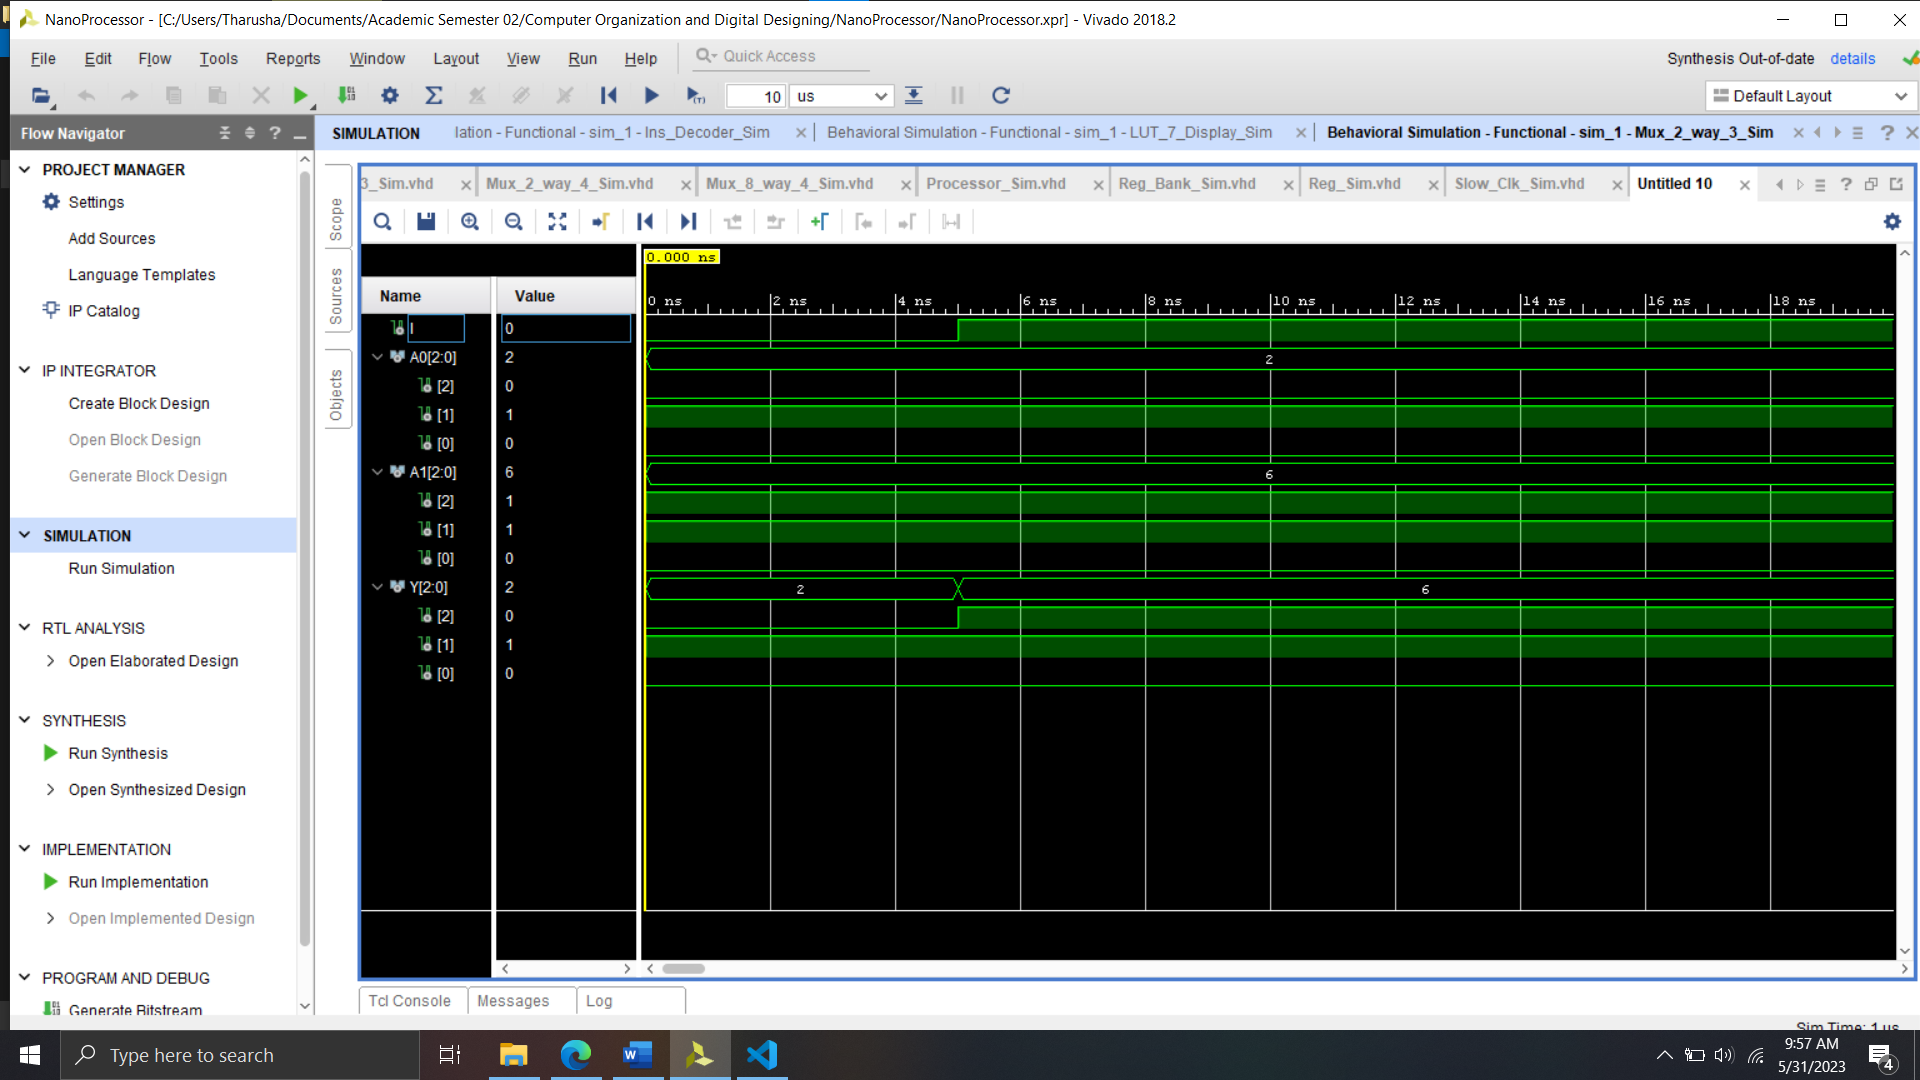 NanoProcessor - [C:/Users/Tharusha/Documents/Academic Semester 02/Computer Organization and Digital Designing/NanoProcessor/NanoProcessor.xpr] - Vivado 2018.2
File Edit Flow Tools Reports Window Layout View Run Help Quick Access
Synthesis Out-of-date details
10 us
Default Layout
Flow Navigator
SIMULATION
lation - Functional - sim_1 - Ins_Decoder_Sim
Behavioral Simulation - Functional - sim_1 - LUT_7_Display_Sim
Behavioral Simulation - Functional - sim_1 - Mux_2_way_3_Sim
PROJECT MANAGER
Settings
Add Sources
Language Templates
IP Catalog
IP INTEGRATOR
Create Block Design
Open Block Design
Generate Block Design
SIMULATION
Run Simulation
RTL ANALYSIS
Open Elaborated Design
SYNTHESIS
Run Synthesis
Open Synthesized Design
IMPLEMENTATION
Run Implementation
Open Implemented Design
PROGRAM AND DEBUG
Generate Bitstream
Scope
Sources
Objects
3_Sim.vhd Mux_2_way_4_Sim.vhd Mux_8_way_4_Sim.vhd Processor_Sim.vhd Reg_Bank_Sim.vhd Reg_Sim.vhd Slow_Clk_Sim.vhd Untitled 10
0.000 ns
Name Value
0 ns 2 ns 4 ns 6 ns 8 ns 10 ns 12 ns 14 ns 16 ns 18 ns
I 0
A0[2:0] 2 2
[2] 0
[1] 1
[0] 0
A1[2:0] 6 6
[2] 1
[1] 1
[0] 0
Y[2:0] 2 2 6
[2] 0
[1] 1
[0] 0
Tcl Console Messages Log
Sim Time: 1 us
Type here to search
9:57 AM
5/31/2023
4